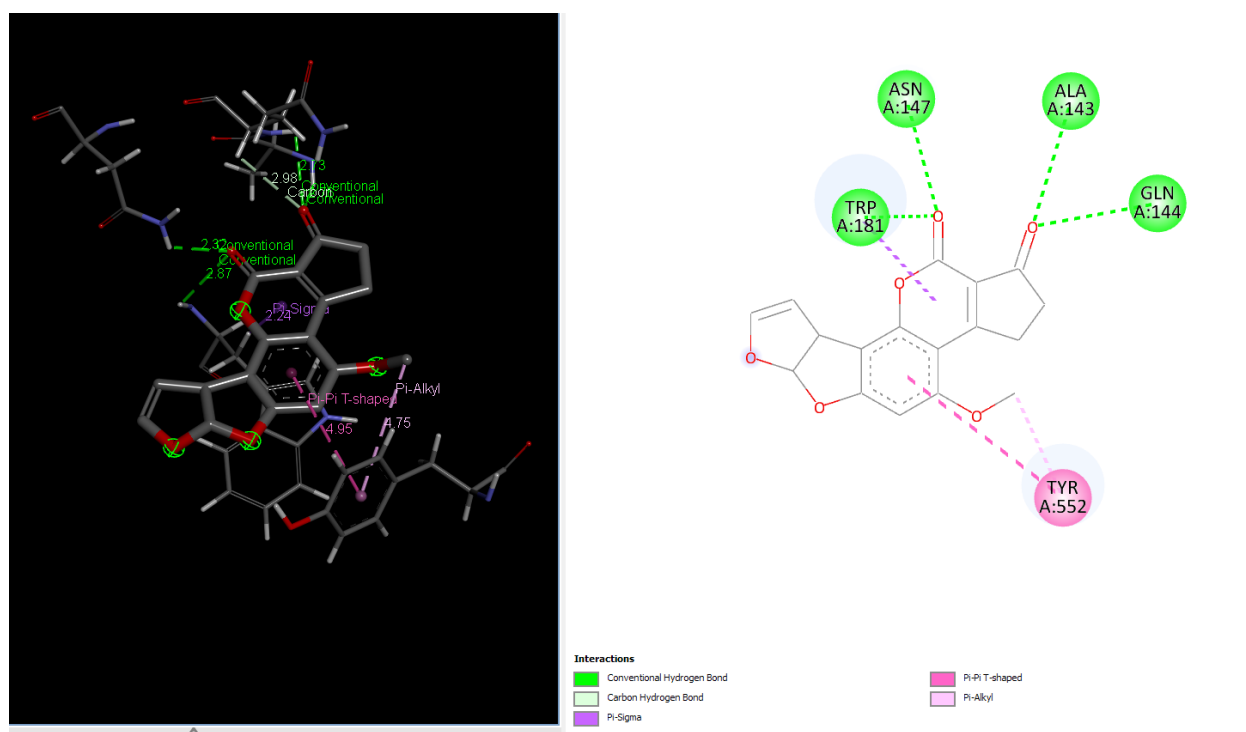 2.73
2.98
Conventional
Carbon
Conventional
2.32
Conventional
Conventional
2.87
Pi-Sigma
2.24
Pi-Alkyl
Pi-Pi T-shaped
4.95
4.75
ASN
A:147
ALA
A:143
GLN
A:144
TRP
A:181
TYR
A:552
O
O
O
O
O
O
Interactions
Conventional Hydrogen Bond
Carbon Hydrogen Bond
Pi-Sigma
Pi-Pi T-shaped
Pi-Alkyl